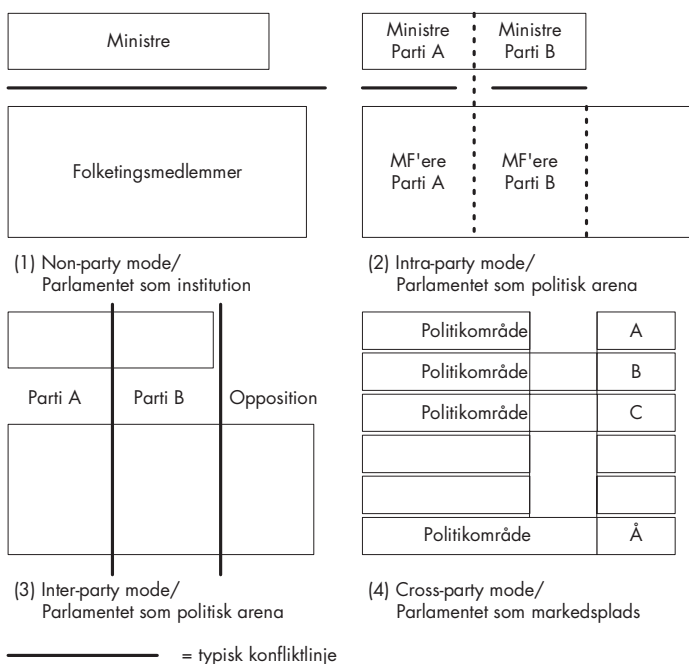 Ministre
Folketingsmedlemmer
(1) Non-party mode/
Parlamentet som institution
Ministre
Parti A
Ministre
Parti B
MF'ere
Parti A
MF'ere
Parti B
(2) Intra-party mode/
Parlamentet som politisk arena
Parti A
Parti B
Opposition
(3) Inter-party mode/
Parlamentet som politisk arena
Politikområde A
Politikområde B
Politikområde C
Politikområde Å
(4) Cross-party mode/
Parlamentet som markedsplads
= typisk konfliktlinje